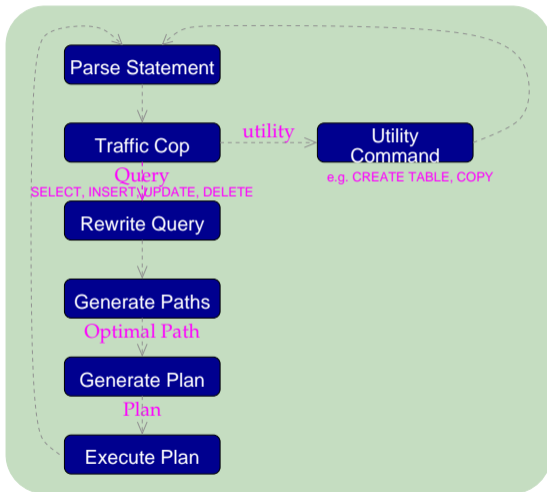 Parse Statement
Traffic Cop
utility
Utility
Command
e.g. CREATE TABLE, COPY
Query
SELECT, INSERT, UPDATE, DELETE
Rewrite Query
Generate Paths
Optimal Path
Generate Plan
Plan
Execute Plan